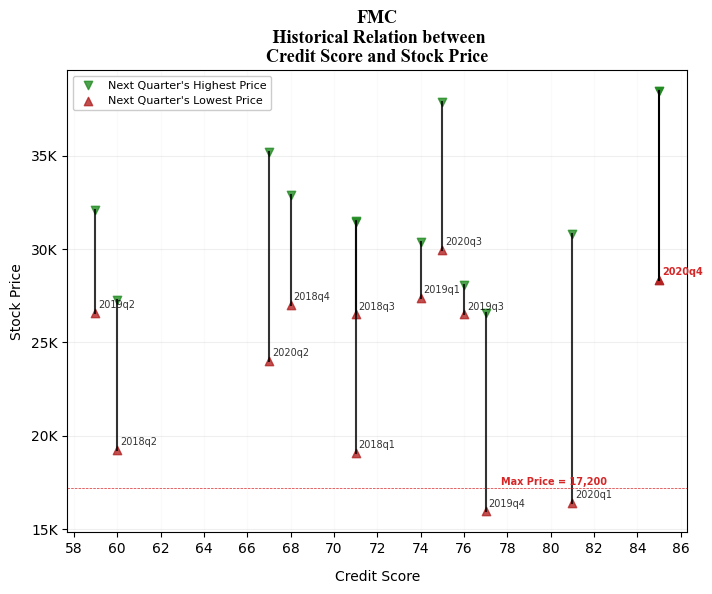 FMC
Historical Relation between
Credit Score and Stock Price
Next Quarter's Highest Price
Next Quarter's Lowest Price
35K
30K
25K
20K
15K
Stock Price
2020q3
2020q4
2019q2
2018q4
2018q3
2019q1
2019q3
2020q2
2018q2
2018q1
Max Price = 17,200
2019q4
2020q1
58 60 62 64 66 68 70 72 74 76 78 80 82 84 86
Credit Score